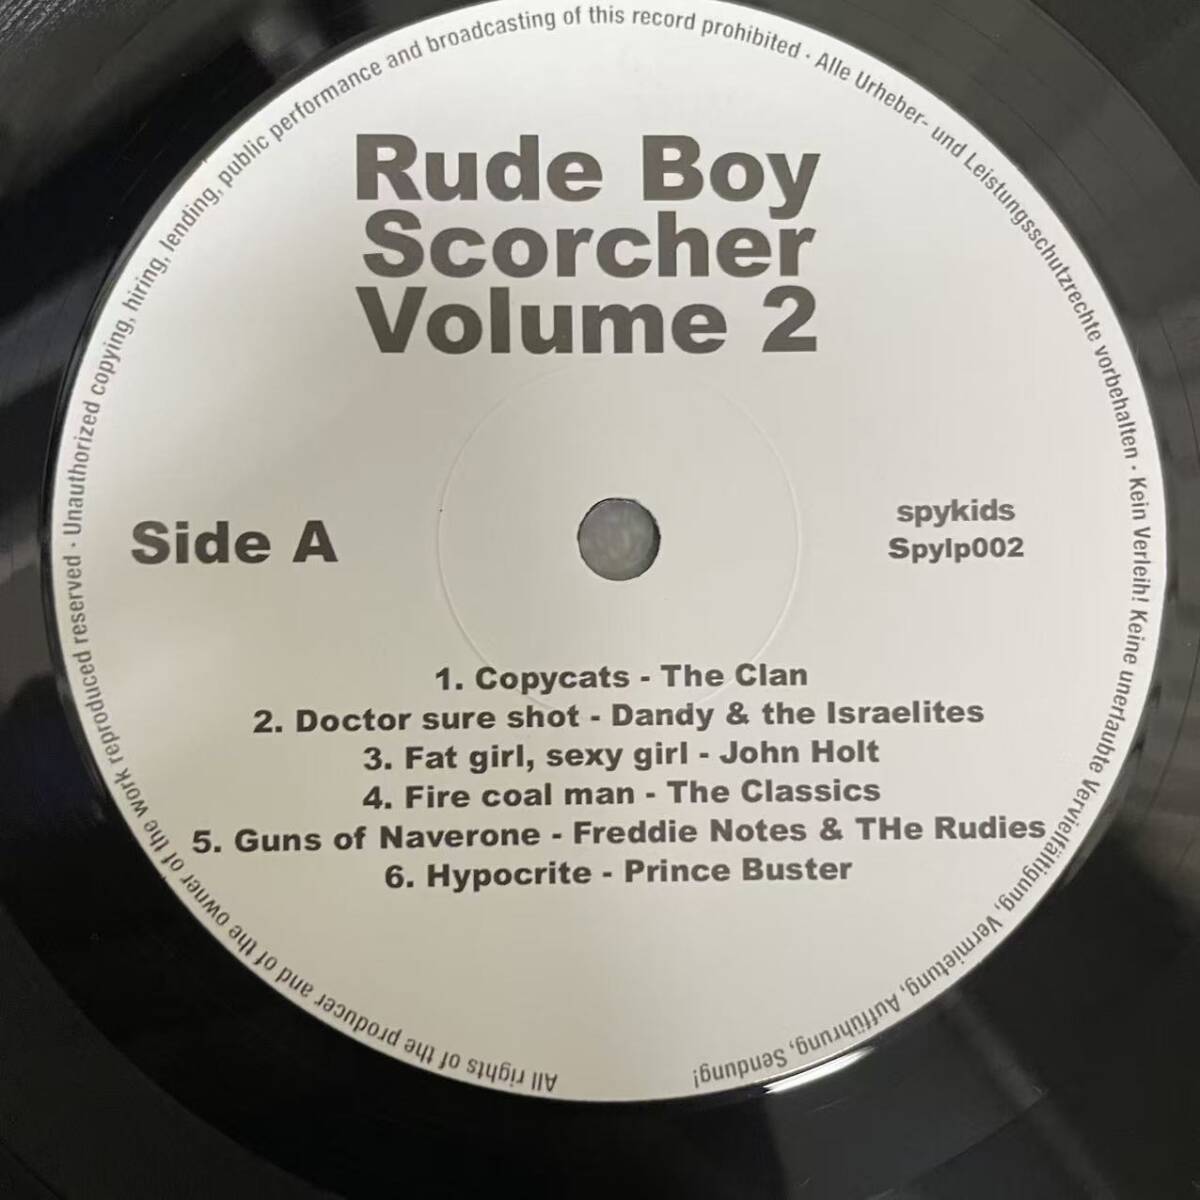 Rude Boy
Scorcher
Volume 2
Side A
spykids
Spylp002
1. Copycats - The Clan
2. Doctor sure shot - Dandy & the Israelites
3. Fat girl, sexy girl - John Holt
4. Fire coal man - The Classics
5. Guns of Naverone - Freddie Notes & THe Rudies
6. Hypocrite - Prince Buster
All rights of the producer and of the owner of the work reproduced reserved · Unauthorized copying, hiring, lending, public performance and broadcasting of this record prohibited · Alle Urheber- und Leistungsschutzrechte vorbehalten · Kein Verleih! Keine unerlaubte Vervielfältigung, Vermietung, Aufführung, Sendung!